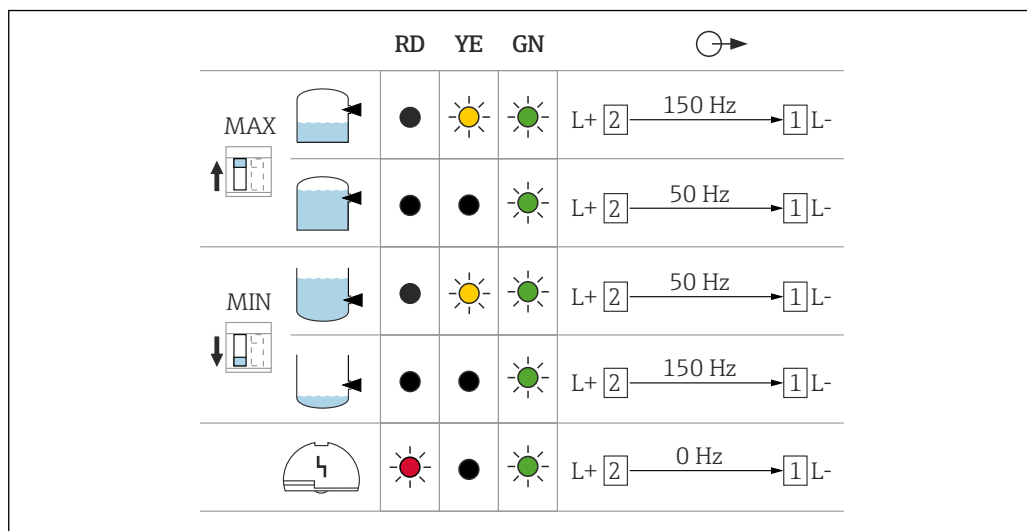 RD YE GN
MAX
L+ 2 150 Hz 1 L-
L+ 2 50 Hz 1 L-
MIN
L+ 2 50 Hz 1 L-
L+ 2 150 Hz 1 L-
L+ 2 0 Hz 1 L-